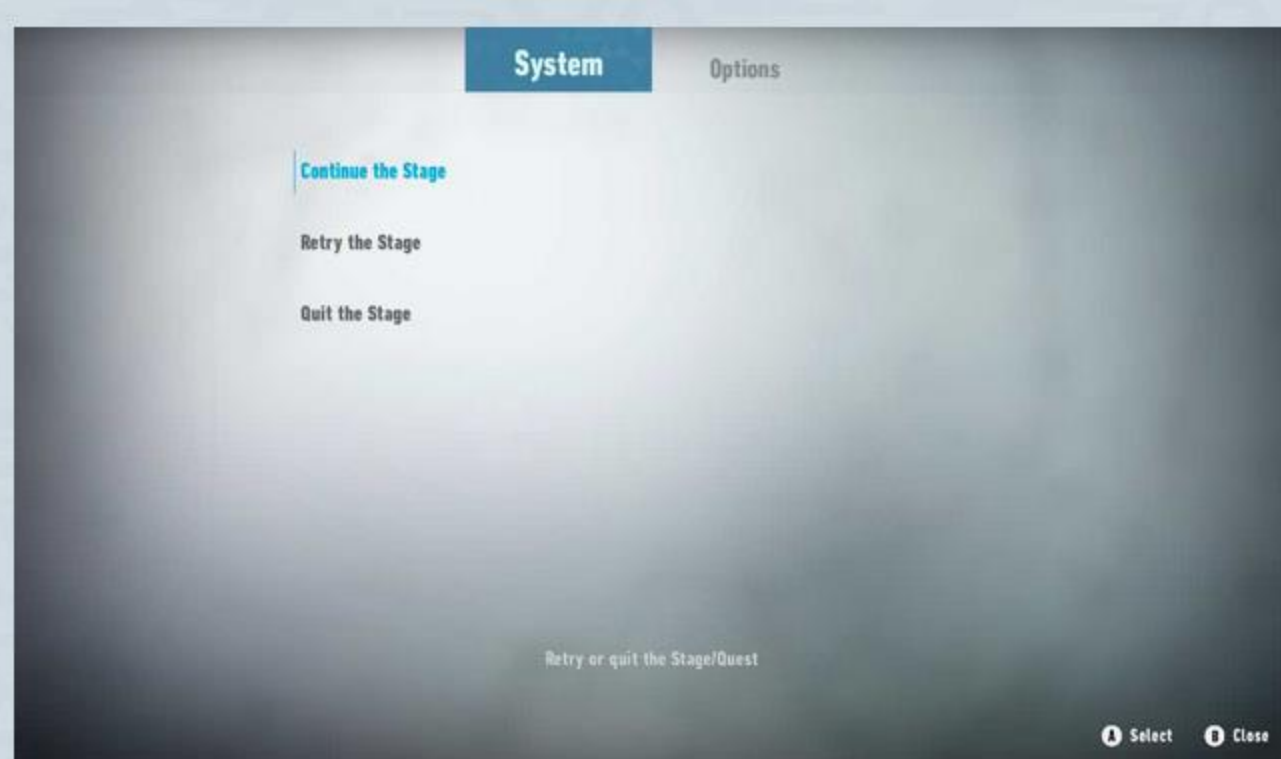 System
Options
Continue the Stage
Retry the Stage
Quit the Stage
Retry or quit the Stage/Quest
A Select B Close